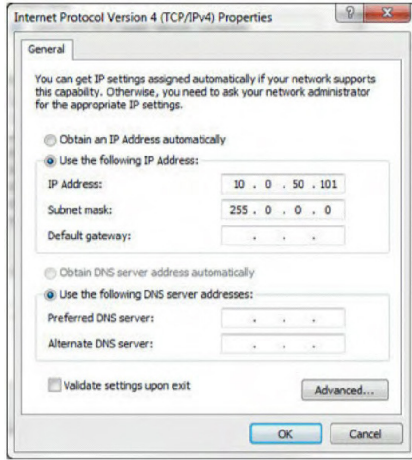 Internet Protocol Version 4 (TCP/IPv4) Properties
General
You can get IP settings assigned automatically if your network supports
this capability. Otherwise, you need to ask your network administrator
for the appropriate IP settings.
Obtain an IP Address automatically
Use the following IP Address:
IP Address: 10 . 0 . 50 . 101
Subnet mask: 255 . 0 . 0 . 0
Default gateway: . . .
Obtain DNS server address automatically
Use the following DNS server addresses:
Preferred DNS server: . . .
Alternate DNS server: . . .
Validate settings upon exit
Advanced...
OK Cancel